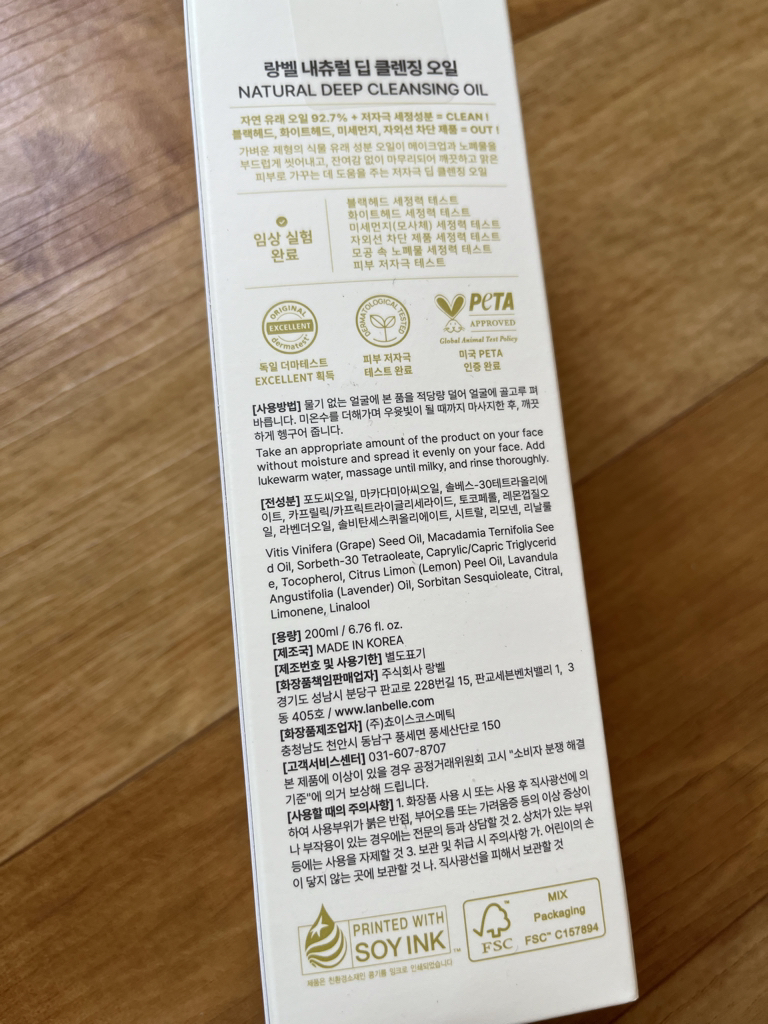 랑벨 내츄럴 딥 클렌징 오일
NATURAL DEEP CLEANSING OIL
자연 유래 오일 92.7% + 저자극 세정성분 = CLEAN !
블랙헤드, 화이트헤드, 미세먼지, 자외선 차단 제품 = OUT !
가벼운 제형의 식물 유래 성분 오일이 메이크업과 노폐물을
부드럽게 씻어내고, 잔여감 없이 마무리되어 깨끗하고 맑은
피부로 가꾸는 데 도움을 주는 저자극 딥 클렌징 오일
임상 실험
완료
블랙헤드 세정력 테스트
화이트헤드 세정력 테스트
미세먼지(모사체) 세정력 테스트
자외선 차단 제품 세정력 테스트
모공 속 노폐물 세정력 테스트
피부 저자극 테스트
ORIGINAL
EXCELLENT
dermatest
독일 더마테스트
EXCELLENT 획득
DERMATOLOGICAL TESTED
피부 저자극
테스트 완료
PETA
APPROVED
Global Animal Test Policy
미국 PETA
인증 완료
[사용방법] 물기 없는 얼굴에 본 품을 적당량 덜어 얼굴에 골고루 펴
바릅니다. 미온수를 더해가며 우윳빛이 될 때까지 마사지한 후, 깨끗
하게 헹구어 줍니다.
Take an appropriate amount of the product on your face
without moisture and spread it evenly on your face. Add
lukewarm water, massage until milky, and rinse thoroughly.
[전성분] 포도씨오일, 마카다미아씨오일, 솔베스-30테트라올리에
이트, 카프릴릭/카프릭트라이글리세라이드, 토코페롤, 레몬껍질오
일, 라벤더오일, 솔비탄세스퀴올리에이트, 시트랄, 리모넨, 리날룰
Vitis Vinifera (Grape) Seed Oil, Macadamia Ternifolia See
d Oil, Sorbeth-30 Tetraoleate, Caprylic/Capric Triglycerid
e, Tocopherol, Citrus Limon (Lemon) Peel Oil, Lavandula
Angustifolia (Lavender) Oil, Sorbitan Sesquioleate, Citral,
Limonene, Linalool
[용량] 200ml / 6.76 fl. oz.
[제조국] MADE IN KOREA
[제조번호 및 사용기한] 별도표기
[화장품책임판매업자] 주식회사 랑벨
경기도 성남시 분당구 판교로 228번길 15, 판교세븐벤처밸리 1, 3
동 405호 / www.lanbelle.com
[화장품제조업자] (주)쵸이스코스메틱
충청남도 천안시 동남구 풍세면 풍세산단로 150
[고객서비스센터] 031-607-8707
본 제품에 이상이 있을 경우 공정거래위원회 고시 "소비자 분쟁 해결
기준"에 의거 보상해 드립니다.
[사용할 때의 주의사항] 1. 화장품 사용 시 또는 사용 후 직사광선에 의
하여 사용부위가 붉은 반점, 부어오름 또는 가려움증 등의 이상 증상이
나 부작용이 있는 경우에는 전문의 등과 상담할 것 2. 상처가 있는 부위
등에는 사용을 자제할 것 3. 보관 및 취급 시 주의사항 가. 어린이의 손
이 닿지 않는 곳에 보관할 것 나. 직사광선을 피해서 보관할 것
PRINTED WITH
SOY INK™
제품은 친환경소재인 콩기름 잉크로 인쇄되었습니다
FSC
MIX
Packaging
FSC™ C157894